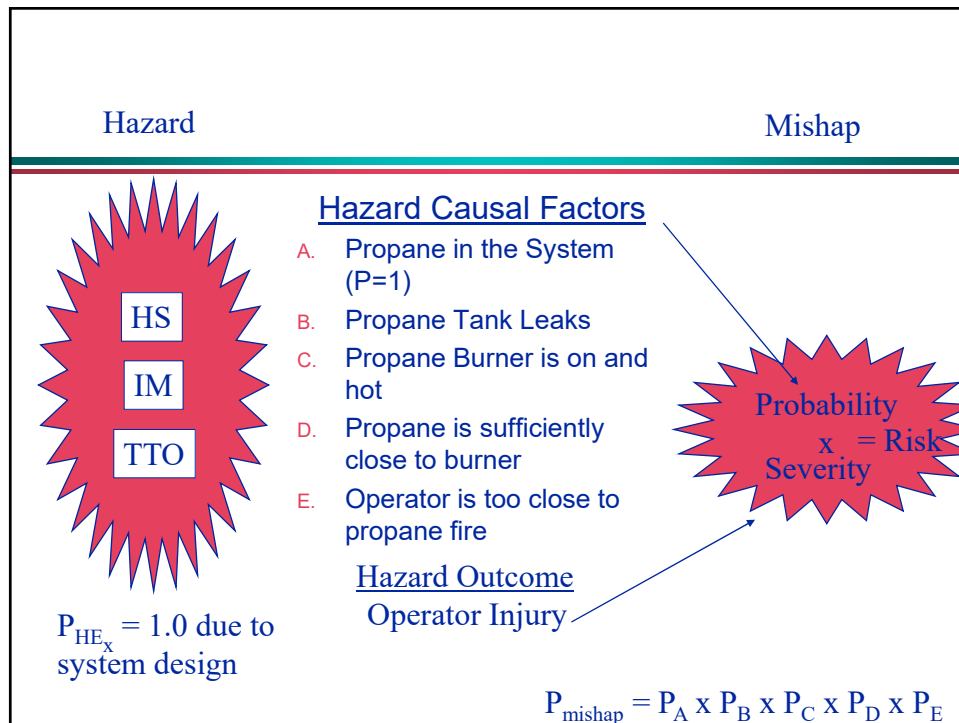 Hazard
Mishap
Hazard Causal Factors
A. Propane in the System
(P=1)
B. Propane Tank Leaks
C. Propane Burner is on and
hot
D. Propane is sufficiently
close to burner
E. Operator is too close to
propane fire
HS
IM
TTO
Probability
x = Risk
Severity
Hazard Outcome
Operator Injury
P_HE_x = 1.0 due to
system design
P_mishap = P_A x P_B x P_C x P_D x P_E